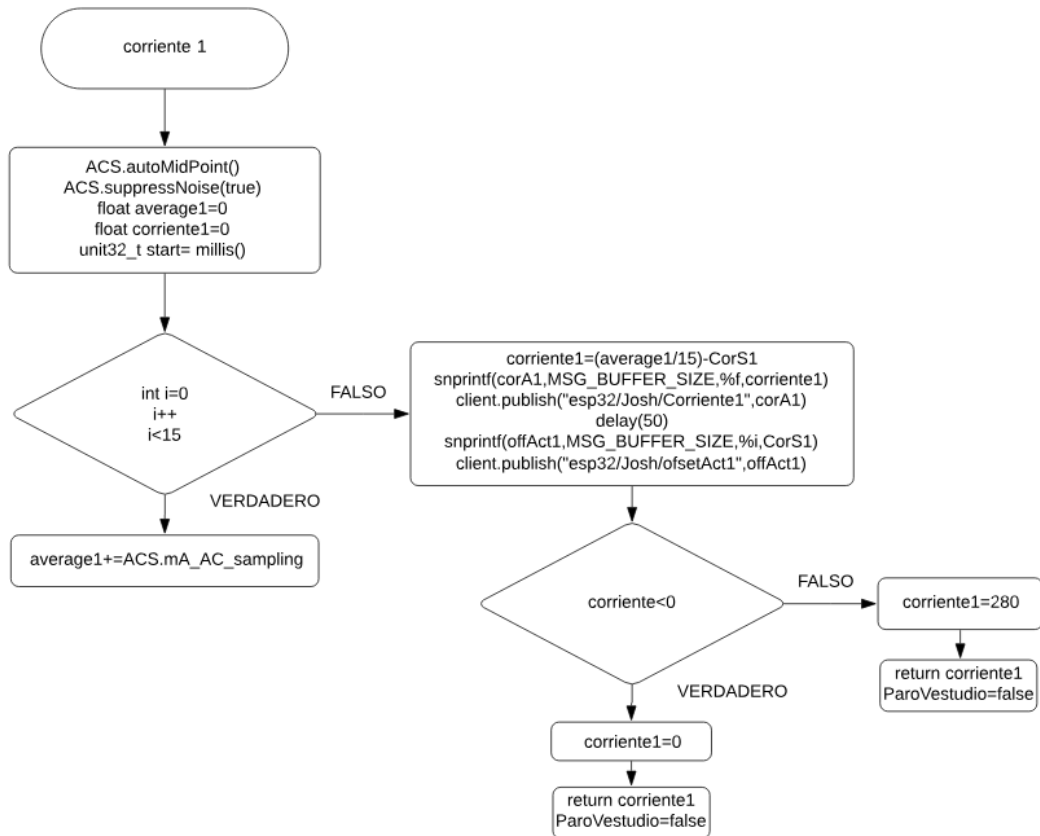 corriente 1
ACS.autoMidPoint()
ACS.suppressNoise(true)
float average1=0
float corriente1=0
unit32_t start= millis()
int i=0
i++
i<15
FALSO
VERDADERO
average1+=ACS.mA_AC_sampling
corriente1=(average1/15)-CorS1
snprintf(corA1,MSG_BUFFER_SIZE,%f,corriente1)
client.publish("esp32/Josh/Corriente1",corA1)
delay(50)
snprintf(offAct1,MSG_BUFFER_SIZE,%i,CorS1)
client.publish("esp32/Josh/ofsetAct1",offAct1)
corriente<0
FALSO
corriente1=280
return corriente1
ParoVestudio=false
VERDADERO
corriente1=0
return corriente1
ParoVestudio=false